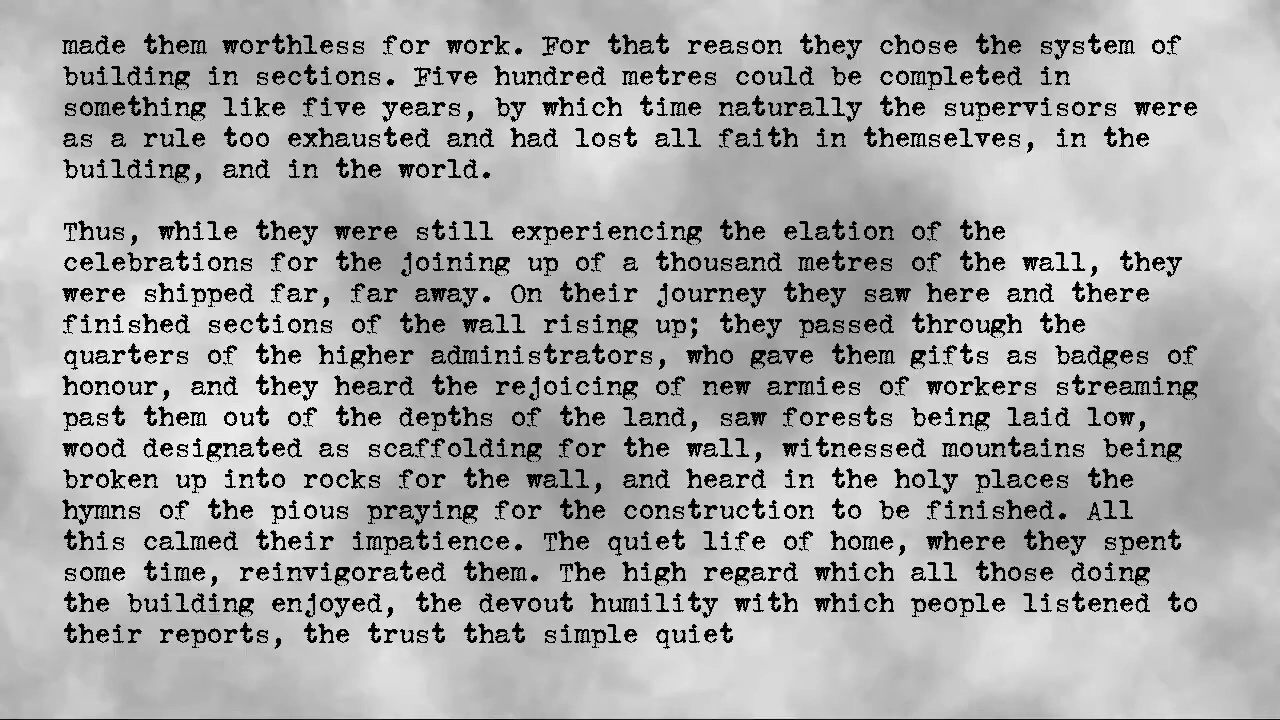 made them worthless for work. For that reason they chose the system of
building in sections. Five hundred metres could be completed in
something like five years, by which time naturally the supervisors were
as a rule too exhausted and had lost all faith in themselves, in the
building, and in the world.

Thus, while they were still experiencing the elation of the
celebrations for the joining up of a thousand metres of the wall, they
were shipped far, far away. On their journey they saw here and there
finished sections of the wall rising up; they passed through the
quarters of the higher administrators, who gave them gifts as badges of
honour, and they heard the rejoicing of new armies of workers streaming
past them out of the depths of the land, saw forests being laid low,
wood designated as scaffolding for the wall, witnessed mountains being
broken up into rocks for the wall, and heard in the holy places the
hymns of the pious praying for the construction to be finished. All
this calmed their impatience. The quiet life of home, where they spent
some time, reinvigorated them. The high regard which all those doing
the building enjoyed, the devout humility with which people listened to
their reports, the trust that simple quiet